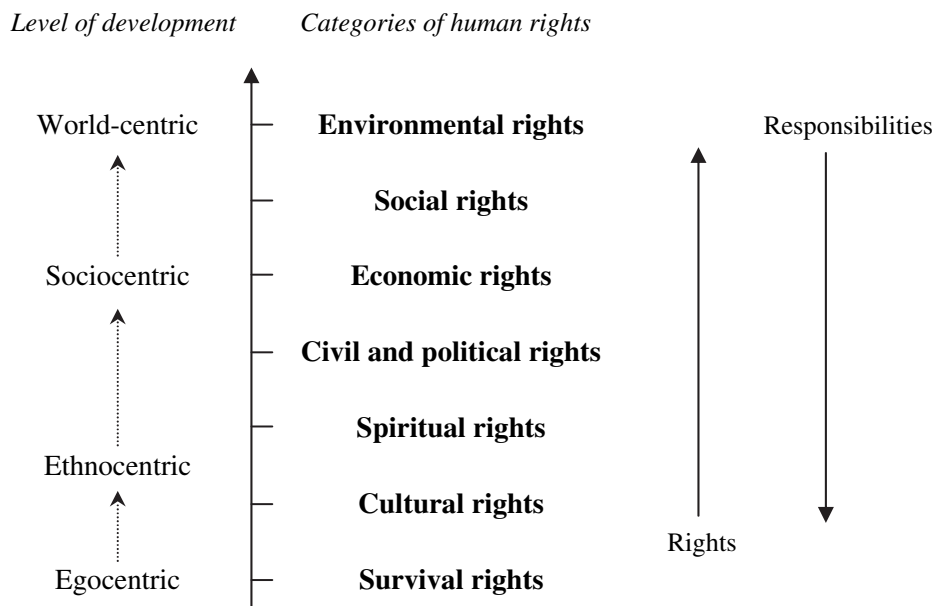 Level of development
Categories of human rights
World-centric
Environmental rights
Responsibilities
Social rights
Sociocentric
Economic rights
Civil and political rights
Spiritual rights
Ethnocentric
Cultural rights
Rights
Egocentric
Survival rights